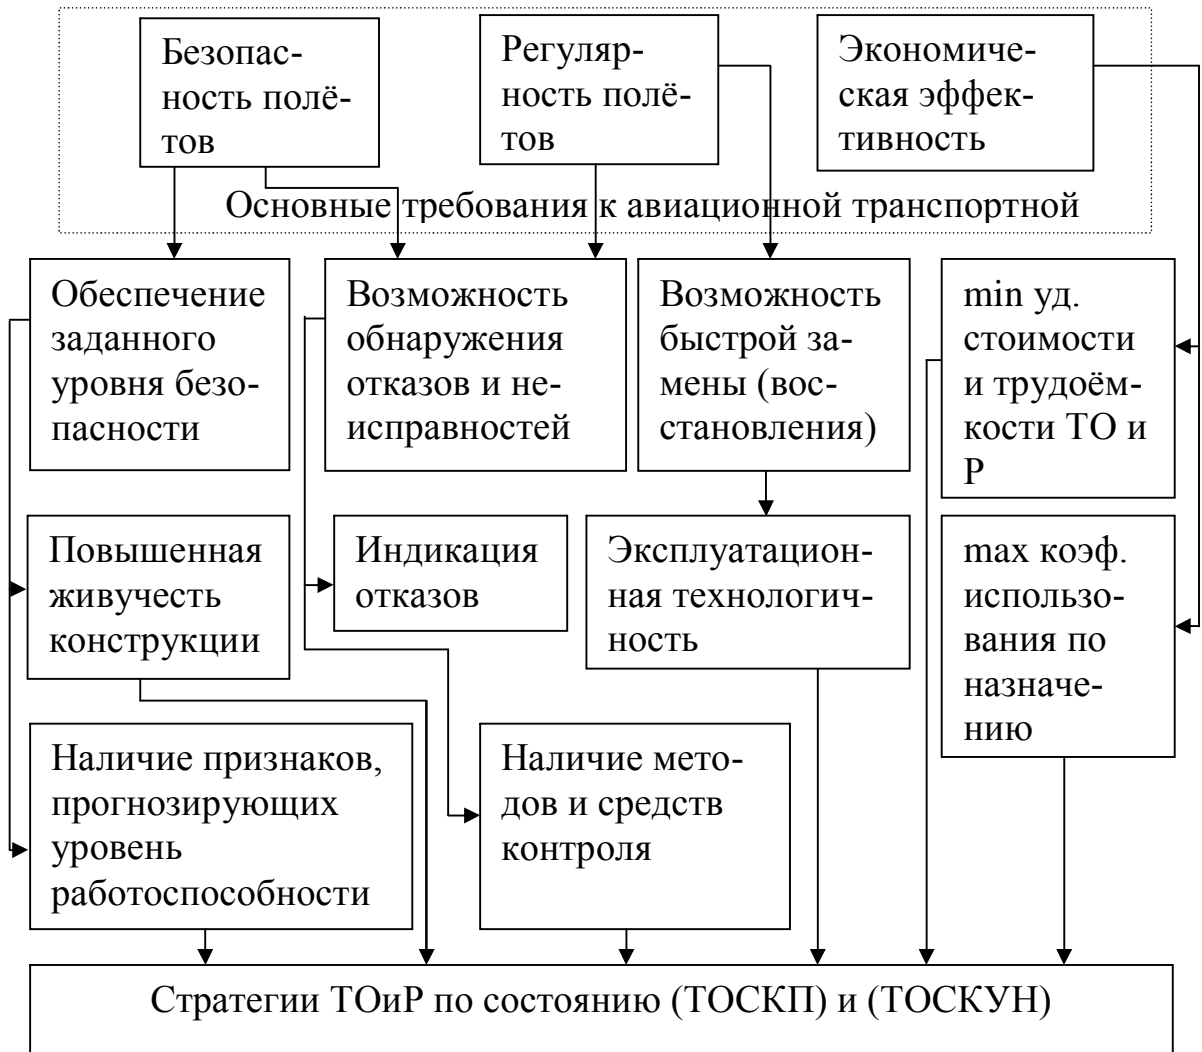 Безопас-
ность полё-
тов
Регуляр-
ность полё-
тов
Экономиче-
ская эффек-
тивность
Основные требования к авиационной транспортной
Обеспечение
заданного
уровня безо-
пасности
Возможность
обнаружения
отказов и не-
исправностей
Возможность
быстрой за-
мены (вос-
становления)
min уд.
стоимости
и трудоём-
кости ТО и
Р
Повышенная
живучесть
конструкции
Индикация
отказов
Эксплуатацион-
ная технологич-
ность
max коэф.
использо-
вания по
назначе-
нию
Наличие признаков,
прогнозирующих
уровень
работоспособности
Наличие мето-
дов и средств
контроля
Стратегии ТОиР по состоянию (ТОСКП) и (ТОСКУН)